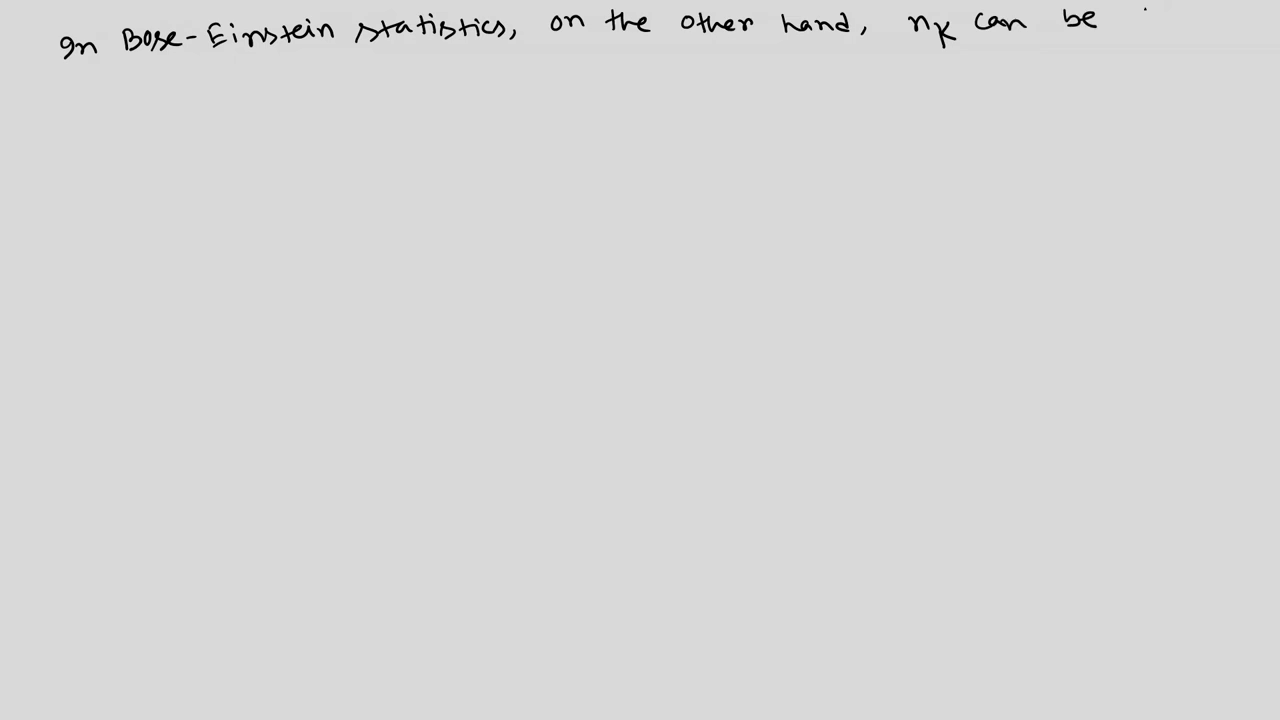 In Bose-Einstein statistics, on the other hand, nK can be